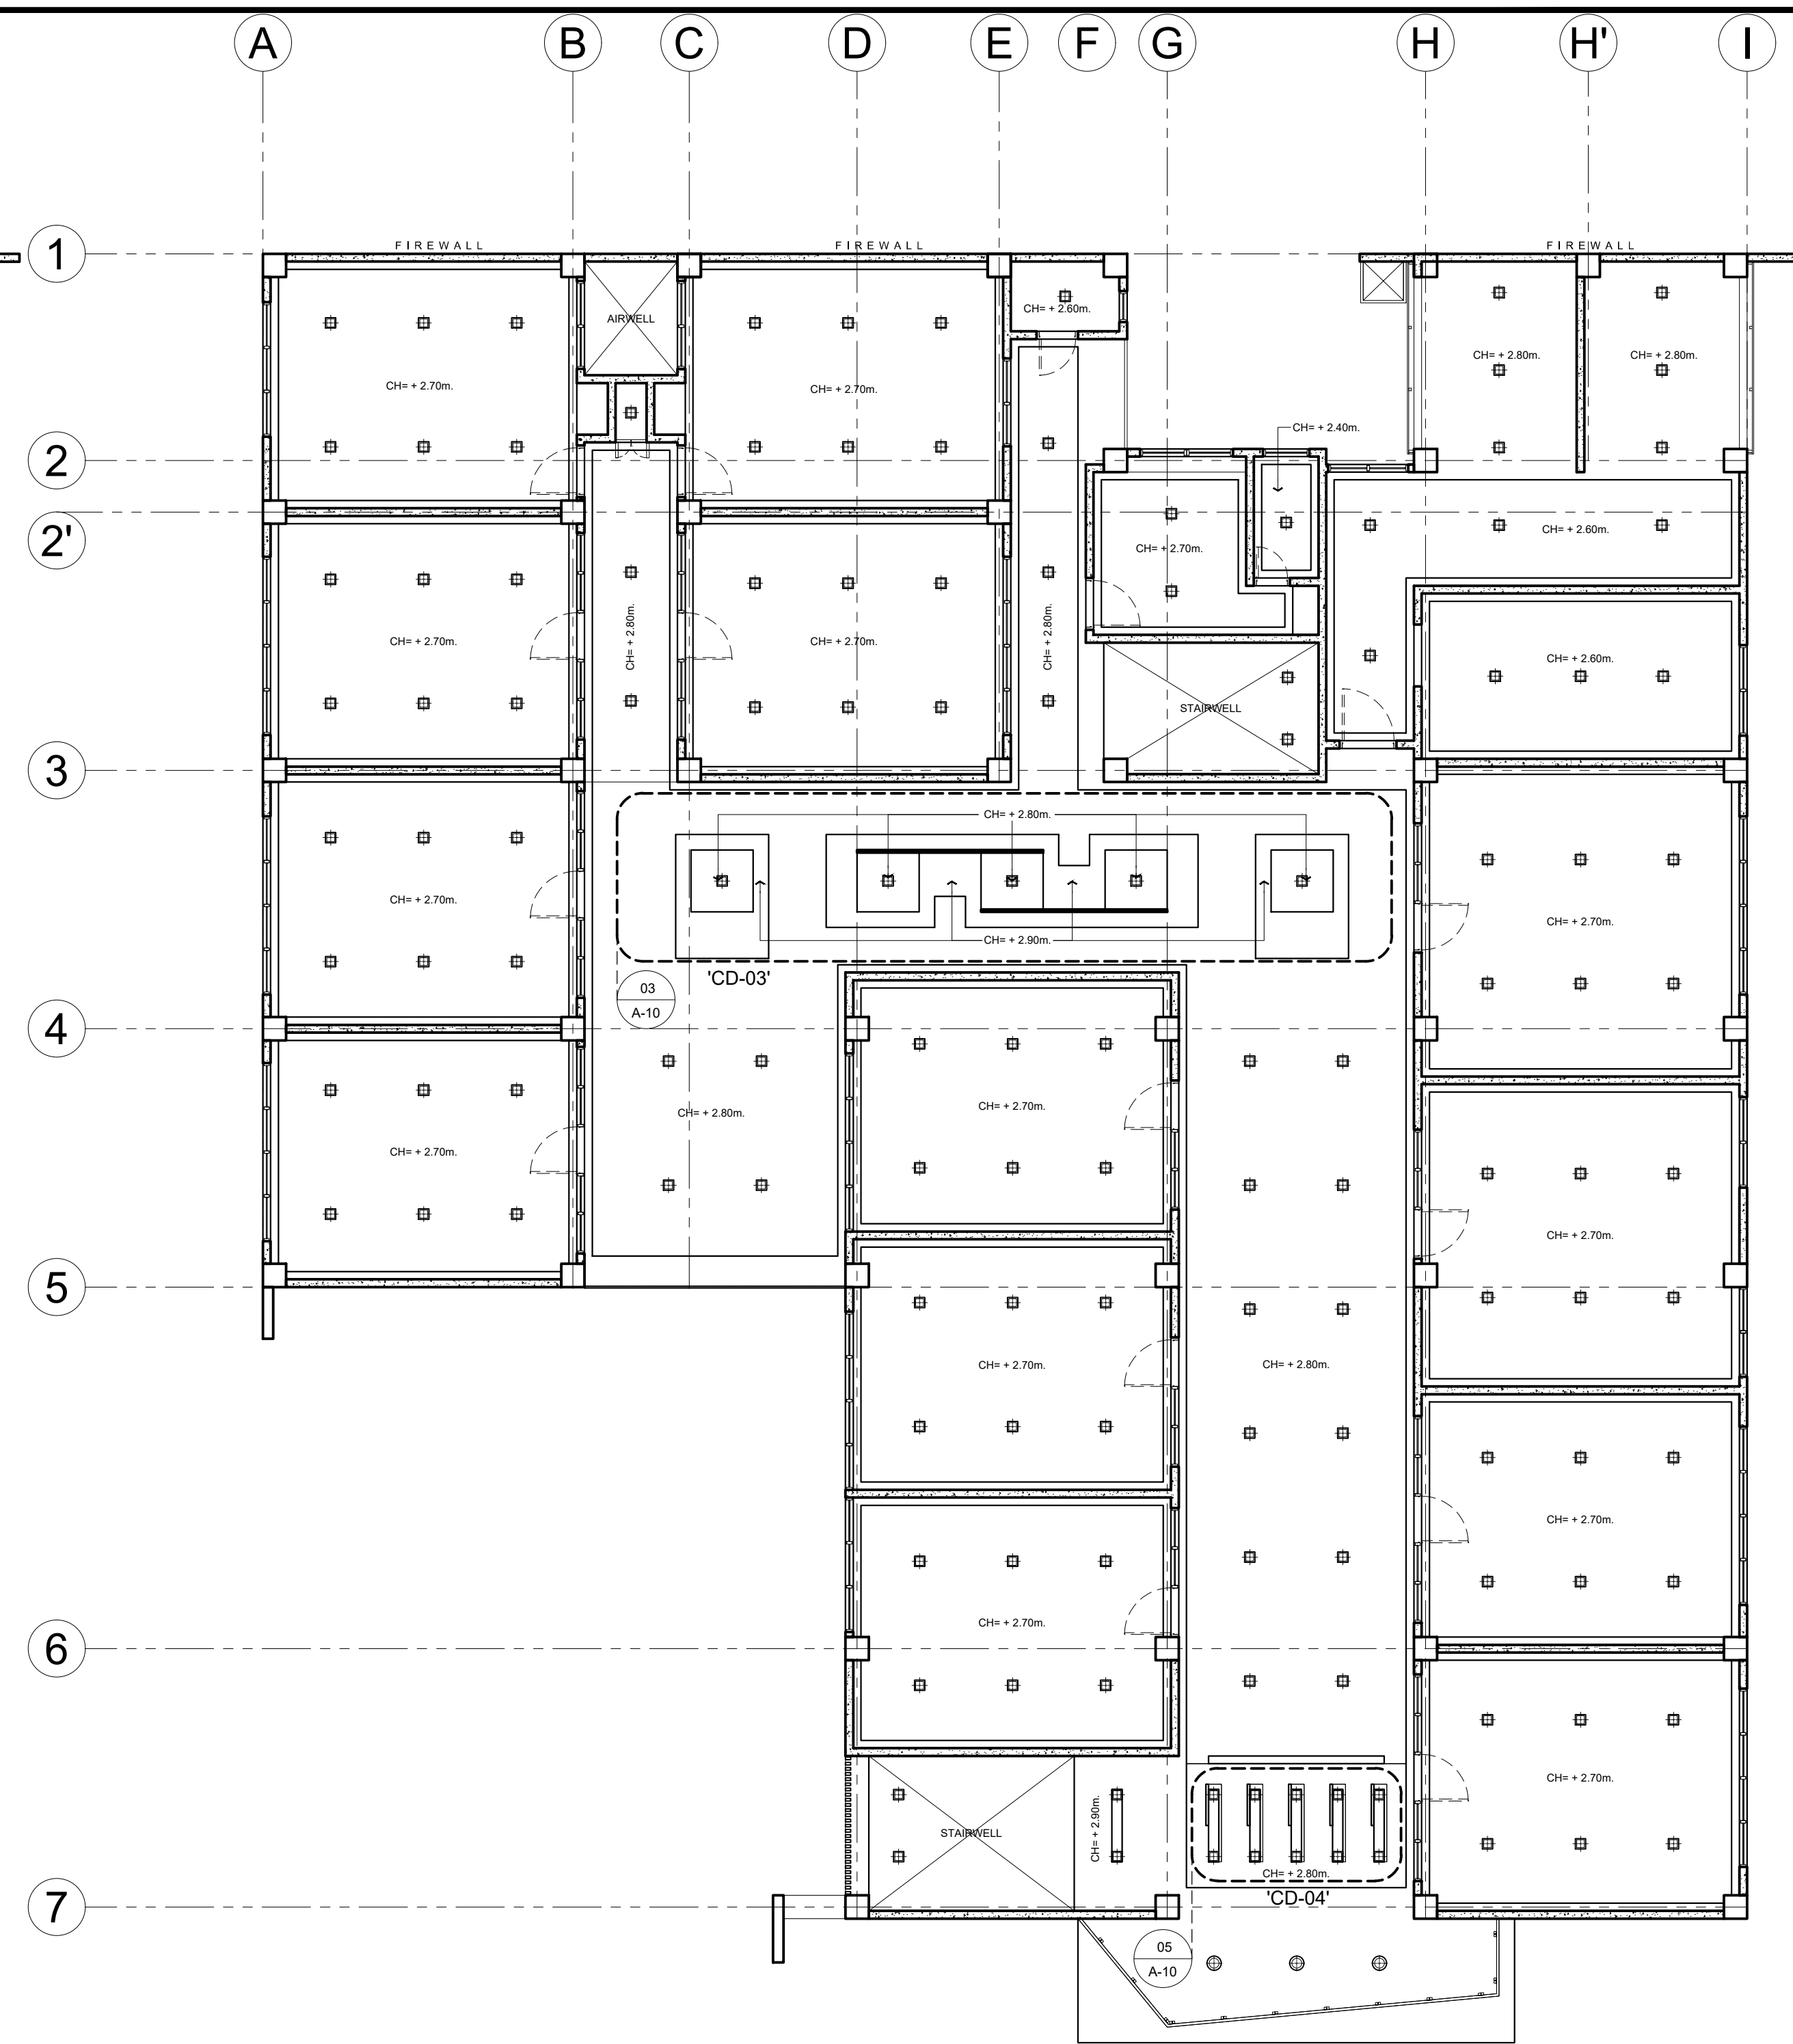 A B C D E F G H H' I
FIREWALL FIREWALL FIREWALL
1
CH= + 2.60m.
AIRWELL
CH= + 2.80m. CH= + 2.80m.
CH= + 2.70m. CH= + 2.70m.
CH= + 2.40m.
2
2'
CH= + 2.60m.
CH= + 2.70m.
CH= + 2.80m.
CH= + 2.80m.
CH= + 2.70m. CH= + 2.70m.
CH= + 2.60m.
STAIRWELL
3
CH= + 2.80m.
CH= + 2.70m.
CH= + 2.70m.
CH= + 2.90m.
'CD-03'
03
A-10
4
CH= + 2.80m.
CH= + 2.70m.
CH= + 2.70m.
CH= + 2.70m.
5
CH= + 2.70m.
CH= + 2.80m.
CH= + 2.70m.
CH= + 2.70m.
6
CH= + 2.70m.
CH= + 2.90m.
STAIRWELL
CH= + 2.80m.
'CD-04'
7
05
A-10